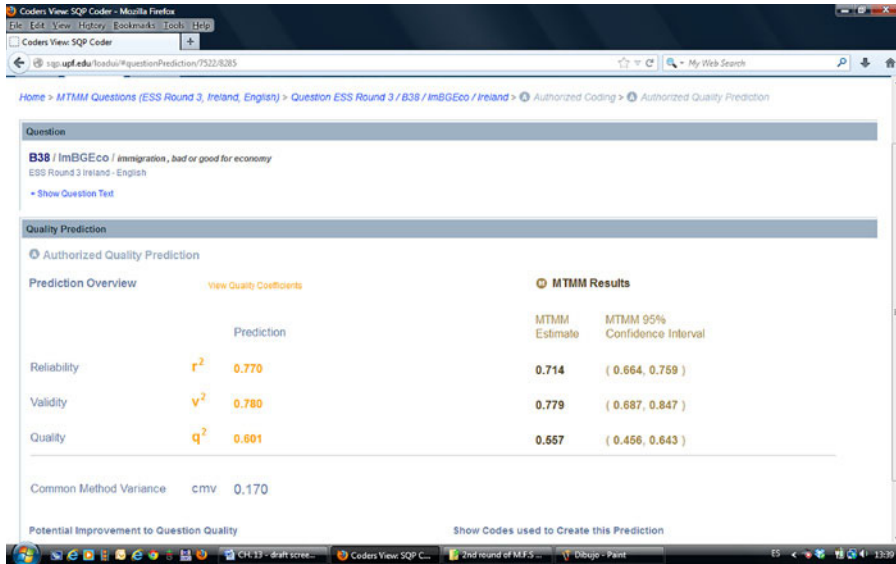 Coders View: SQP Coder - Mozilla Firefox
File Edit View History Bookmarks Tools Help
Coders View: SQP Coder +
sqp.upf.edu/loadui/#questionPrediction/7522/8285 My Web Search
Home > MTMM Questions (ESS Round 3, Ireland, English) > Question ESS Round 3 / B38 / ImBGEco / Ireland > A Authorized Coding > A Authorized Quality Prediction
Question
B38 / ImBGEco / immigration, bad or good for economy
ESS Round 3 Ireland - English
+ Show Question Text
Quality Prediction
A Authorized Quality Prediction
Prediction Overview View Quality Coefficients M MTMM Results
Prediction MTMM Estimate MTMM 95% Confidence Interval
Reliability r² 0.770 0.714 ( 0.664, 0.759 )
Validity v² 0.780 0.779 ( 0.687, 0.847 )
Quality q² 0.601 0.557 ( 0.456, 0.643 )
Common Method Variance cmv 0.170
Potential Improvement to Question Quality Show Codes used to Create this Prediction
CH. 13 - draft scree... Coders View: SQP C... 2nd round of M.F.S ... Dibujo - Paint ES 13:39